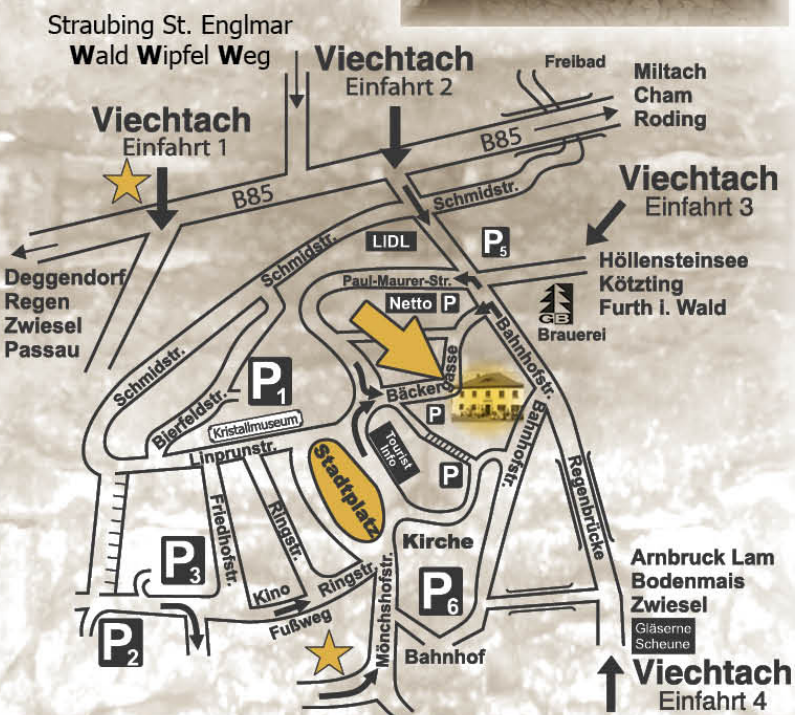 Straubing St. Englmar
Wald Wipfel Weg
Viechtach
Einfahrt 2
Freibad
Miltach
Cham
Roding
Viechtach
Einfahrt 1
B85
B85
Schmidstr.
Viechtach
Einfahrt 3
Deggendorf
Regen
Zwiesel
Passau
Schmidstr.
LIDL
P5
Höllensteinsee
Kötzting
Furth i. Wald
Paul-Maurer-Str.
Netto P
GB
Brauerei
Bahnhofstr.
Schmidstr.
Bierfeldstr.
P1
Bäckergasse
P
Kristallmuseum
Linprunstr.
Stadtplatz
Tourist
Info
P
Bahnhofstr.
Regenbrücke
Friedhofstr.
Ringstr.
Kirche
P3
Kino
Ringstr.
Fußweg
P6
Arnbruck Lam
Bodenmais
Zwiesel
Gläserne
Scheune
P2
Mönchshofstr.
Bahnhof
Viechtach
Einfahrt 4